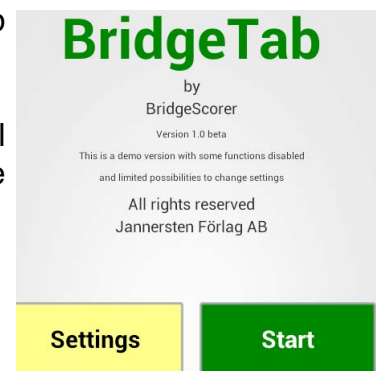 BridgeTab
by
BridgeScorer
Version 1.0 beta
This is a demo version with some functions disabled
and limited possibilities to change settings
All rights reserved
Jannersten Förlag AB
Settings
Start